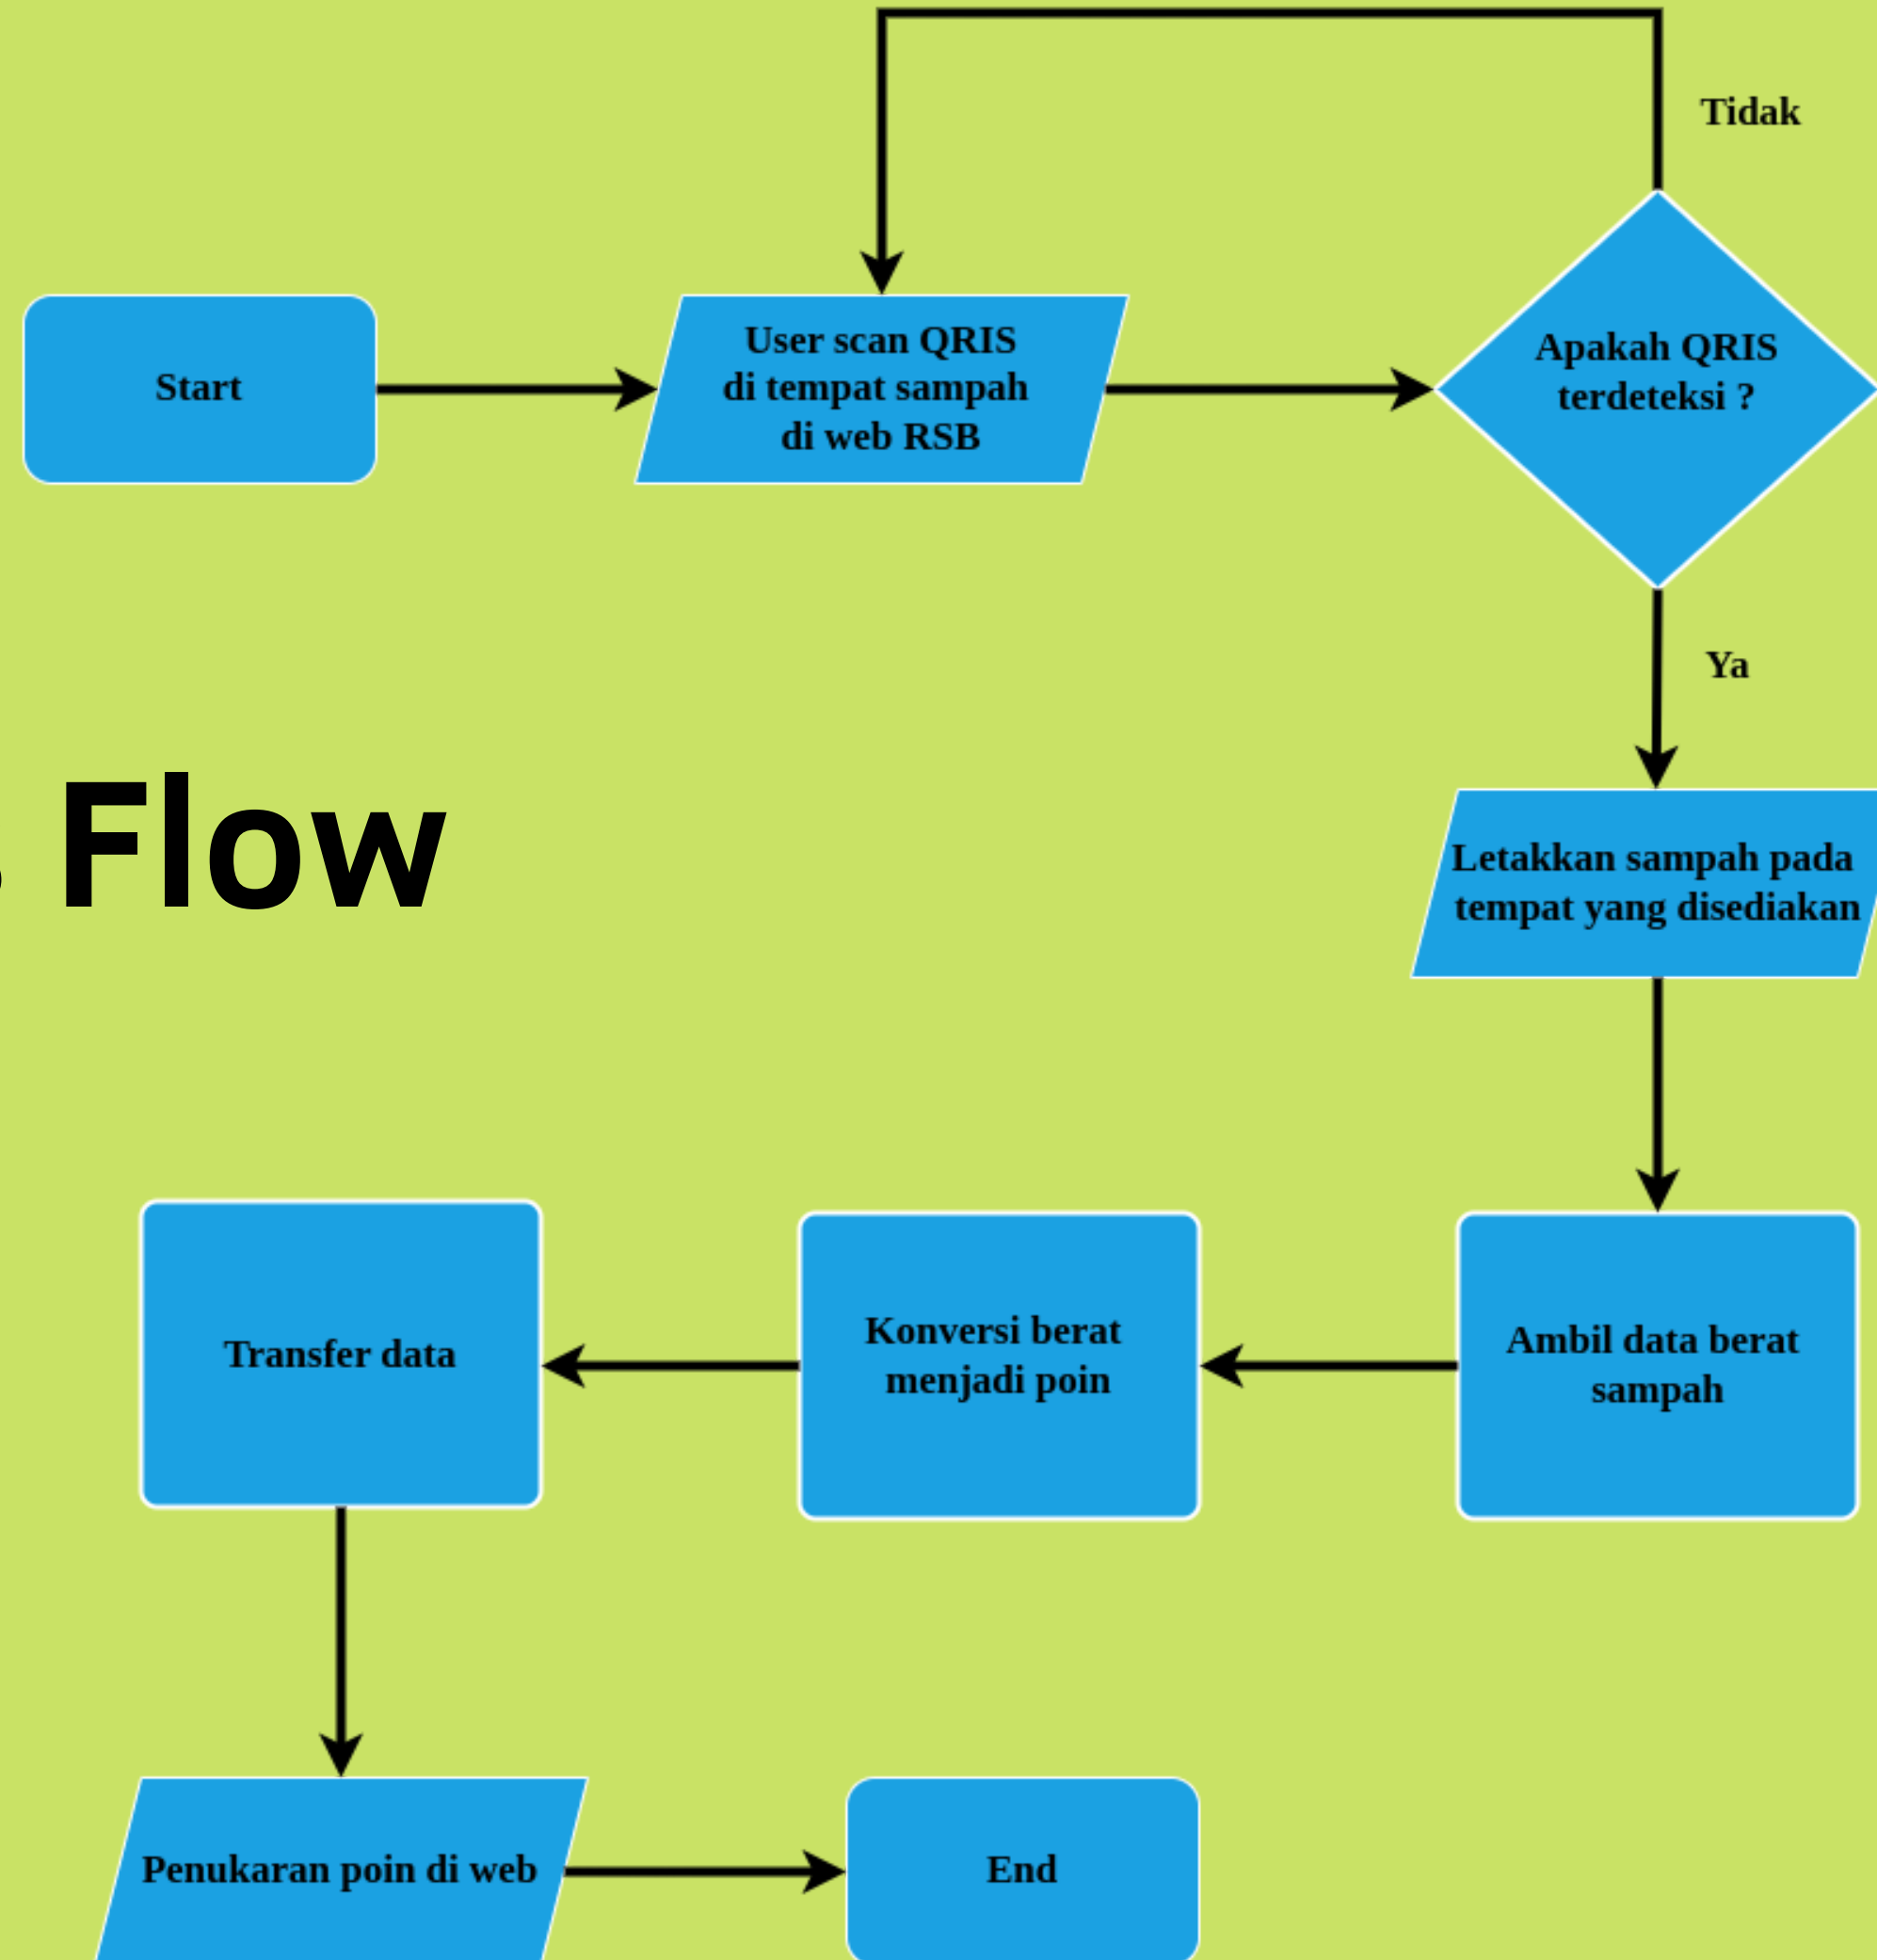 Tidak
Start
User scan QRIS
di tempat sampah
di web RSB
Apakah QRIS
terdeteksi ?
Ya
Flow
Letakkan sampah pada
tempat yang disediakan
Transfer data
Konversi berat
menjadi poin
Ambil data berat
sampah
Penukaran poin di web
End